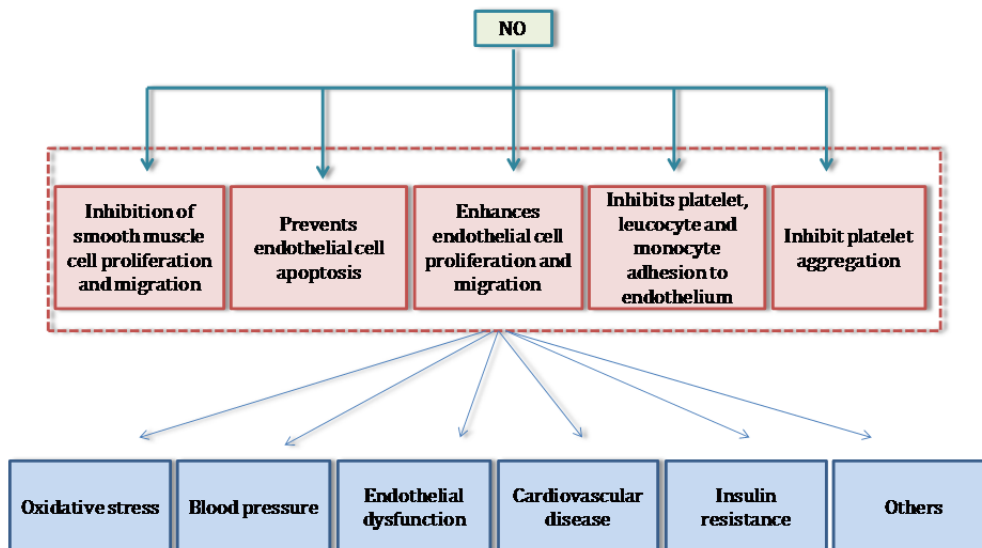 NO
Inhibition of
smooth muscle
cell proliferation
and migration
Prevents
endothelial cell
apoptosis
Enhances
endothelial cell
proliferation and
migration
Inhibits platelet,
leucocyte and
monocyte
adhesion to
endothelium
Inhibit platelet
aggregation
Oxidative stress
Blood pressure
Endothelial
dysfunction
Cardiovascular
disease
Insulin
resistance
Others